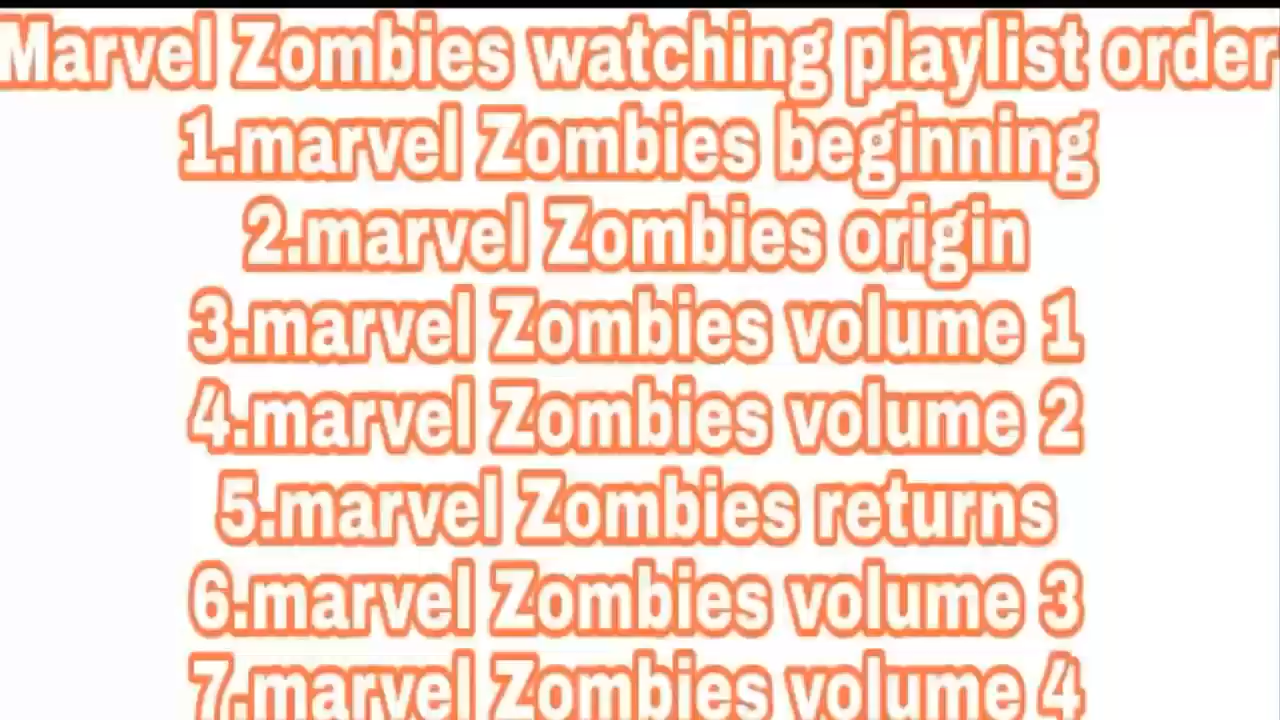 Marvel Zombies watching playlist order
1.marvel Zombies beginning
2.marvel Zombies origin
3.marvel Zombies volume 1
4.marvel Zombies volume 2
5.marvel Zombies returns
6.marvel Zombies volume 3
7.marvel Zombies volume 4